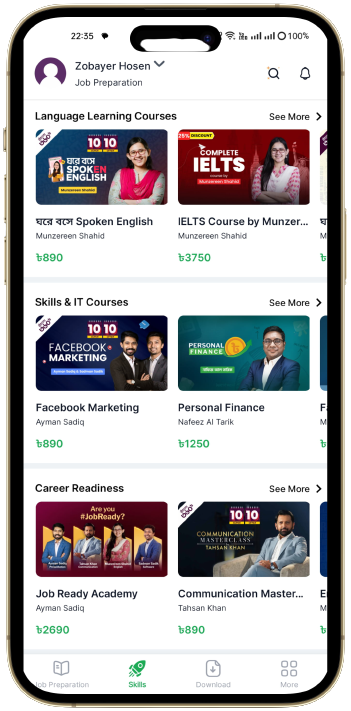 22:35
100%
Zobayer Hosen
Job Preparation
Language Learning Courses
See More
10 10
ঘরে বসে
SPOKEN
ENGLISH
Munzereen Shahid
25% DISCOUNT
COMPLETE
IELTS
course by
Munzereen Shahid
ঘরে বসে Spoken English
IELTS Course by Munzer...
Munzereen Shahid
Munzereen Shahid
৳890
৳3750
Skills & IT Courses
See More
10 10
FACEBOOK
MARKETING
Ayman Sadiq & Sadman Sadik
PERSONAL
FINANCE
Facebook Marketing
Personal Finance
Ayman Sadiq
Nafeez Al Tarik
৳890
৳1250
Career Readiness
See More
Are you
#JobReady?
10 10
COMMUNICATION
MASTERCLASS
TAHSAN KHAN
Job Ready Academy
Communication Master...
Ayman Sadiq
Tahsan Khan
৳2690
৳890
Job Preparation
Skills
Download
More